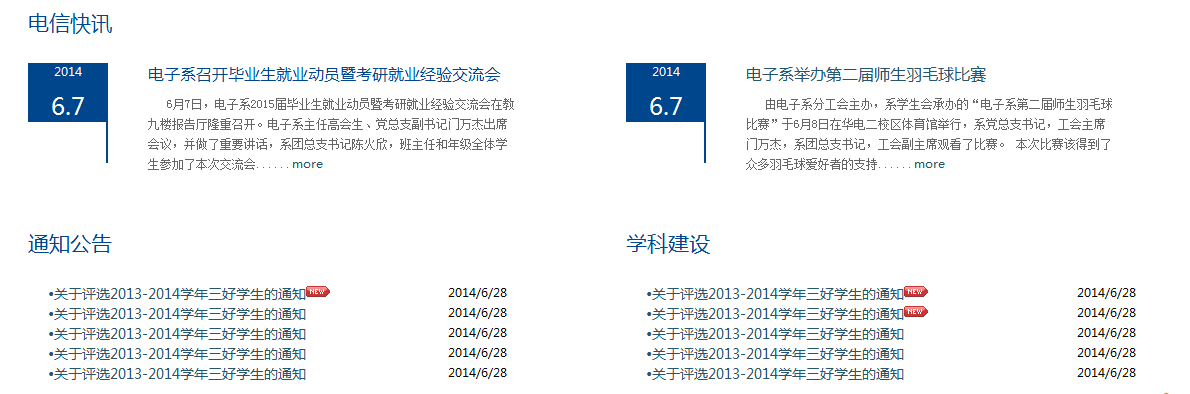 电信快讯
2014
6.7
电子系召开毕业生就业动员暨考研就业经验交流会
6月7日，电子系2015届毕业生就业动员暨考研就业经验交流会在教
九楼报告厅隆重召开。电子系主任高会生、党总支副书记门万杰出席
会议，并做了重要讲话，系团总支书记陈火欣，班主任和年级全体学
生参加了本次交流会......more
2014
6.7
电子系举办第二届师生羽毛球比赛
由电子系分工会主办，系学生会承办的“电子系第二届师生羽毛球
比赛”于6月8日在华电二校区体育馆举行，系党总支书记，工会主席
门万杰，系团总支书记，工会副主席观看了比赛。 本次比赛该得到了
众多羽毛球爱好者的支持......more
通知公告
•关于评选2013-2014学年三好学生的通知 NEW 2014/6/28
•关于评选2013-2014学年三好学生的通知 2014/6/28
•关于评选2013-2014学年三好学生的通知 2014/6/28
•关于评选2013-2014学年三好学生的通知 2014/6/28
•关于评选2013-2014学年三好学生的通知 2014/6/28
学科建设
•关于评选2013-2014学年三好学生的通知 NEW 2014/6/28
•关于评选2013-2014学年三好学生的通知 NEW 2014/6/28
•关于评选2013-2014学年三好学生的通知 2014/6/28
•关于评选2013-2014学年三好学生的通知 2014/6/28
•关于评选2013-2014学年三好学生的通知 2014/6/28